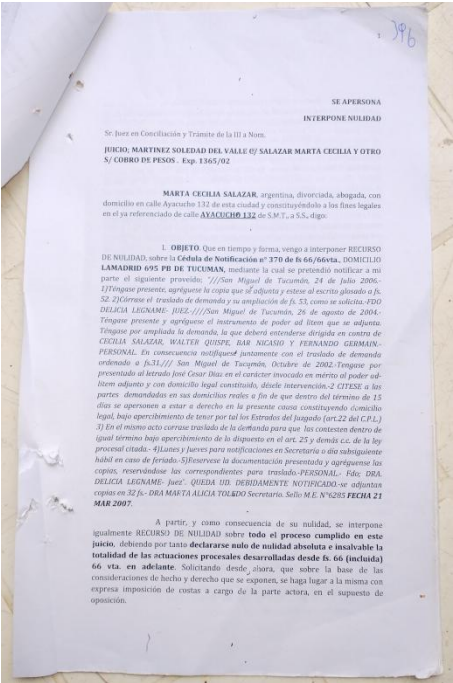 396
SE APERSONA
INTERPONE NULIDAD
Sr. Juez en Conciliación y Trámite de la III a Nom.
JUICIO; MARTINEZ SOLEDAD DEL VALLE C/ SALAZAR MARTA CECILIA Y OTRO
S/ COBRO DE PESOS . Exp. 1365/02
MARTA CECILIA SALAZAR, argentina, divorciada, abogada, con
domicilio en calle Ayacucho 132 de esta ciudad y constituyéndolo a los fines legales
en el ya referenciado de calle AYACUCHO 132 de S.M.T., a S.S., digo:
I. OBJETO. Que en tiempo y forma, vengo a interponer RECURSO
DE NULIDAD, sobre la Cédula de Notificación n° 370 de fs 66/66vta., DOMICILIO
LAMADRID 695 PB DE TUCUMAN, mediante la cual se pretendió notificar a mi
parte el siguiente proveido: "///San Miguel de Tucumán, 24 de Julio 2006.-
1)Téngase presente, agréguese la copia que se adjunta y estese al escrito glosado a fs.
52. 2)Córrase el traslado de demanda y su ampliación de fs. 53, como se solicita.-FDO
DELICIA LEGNAME- JUEZ.-////San Miguel de Tucumán, 26 de agosto de 2004.-
Téngase presente y agréguese el instrumento de poder ad litem que se adjunta.
Téngase por ampliada la demanda, la que deberá entenderse dirigida en contra de
CECILIA SALAZAR, WALTER QUISPE, BAR NICASIO Y FERNANDO GERMAIN.-
PERSONAL. En consecuencia notifiquese juntamente con el traslado de demanda
ordenado a fs.31./// San Miguel de Tucumán, Octubre de 2002.-Tengase por
presentado al letrado José Cesar Diaz en el carácter invocado en mérito al poder ad-
litem adjunto y con domicilio legal constituido, désele intervención.-2 CITESE a las
partes demandadas en sus domicilios reales a fin de que dentro del término de 15
días se apersonen a estar a derecho en la presente causa constituyendo domicilio
legal, bajo apercibimiento de tener por tal los Estrados del Juzgado (art.22 del C.P.L.)
3) En el mismo acto corrase traslado de la demanda para que las contesten dentro de
igual término bajo apercibimiento de la dispuesto en el art. 25 y demás c.c. de la ley
procesal citada.- 4)Lunes y Jueves para notificaciones en Secretaria o día subsiguiente
hábil en caso de feriado.-5)Resérvese la documentación presentada y agréguense las
copias, reservándose las correspondientes para traslado.-PERSONAL.- Fdo; DRA.
DELICIA LEGNAME- Juez'. QUEDA UD. DEBIDAMENTE NOTIFICADO.-se adjuntan
copias en 32 fs.- DRA MAFTA ALICIA TOLEDO Secretario. Sello M.E. N°6285 FECHA 21
MAR 2007.
A partir, y como consecuencia de su nulidad, se interpone
igualmente RECURSO DE NULIDAD sobre todo el proceso cumplido en este
juicio, debiendo por tanto declararse nulo de nulidad absoluta e insalvable la
totalidad de las actuaciones procesales desarrolladas desde fs. 66 (incluida)
66 vta. en adelante. Solicitando desde ahora, que sobre la base de las
consideraciones de hecho y derecho que se exponen, se haga lugar a la misma con
expresa imposición de costas a cargo de la parte actora, en el supuesto de
oposición.